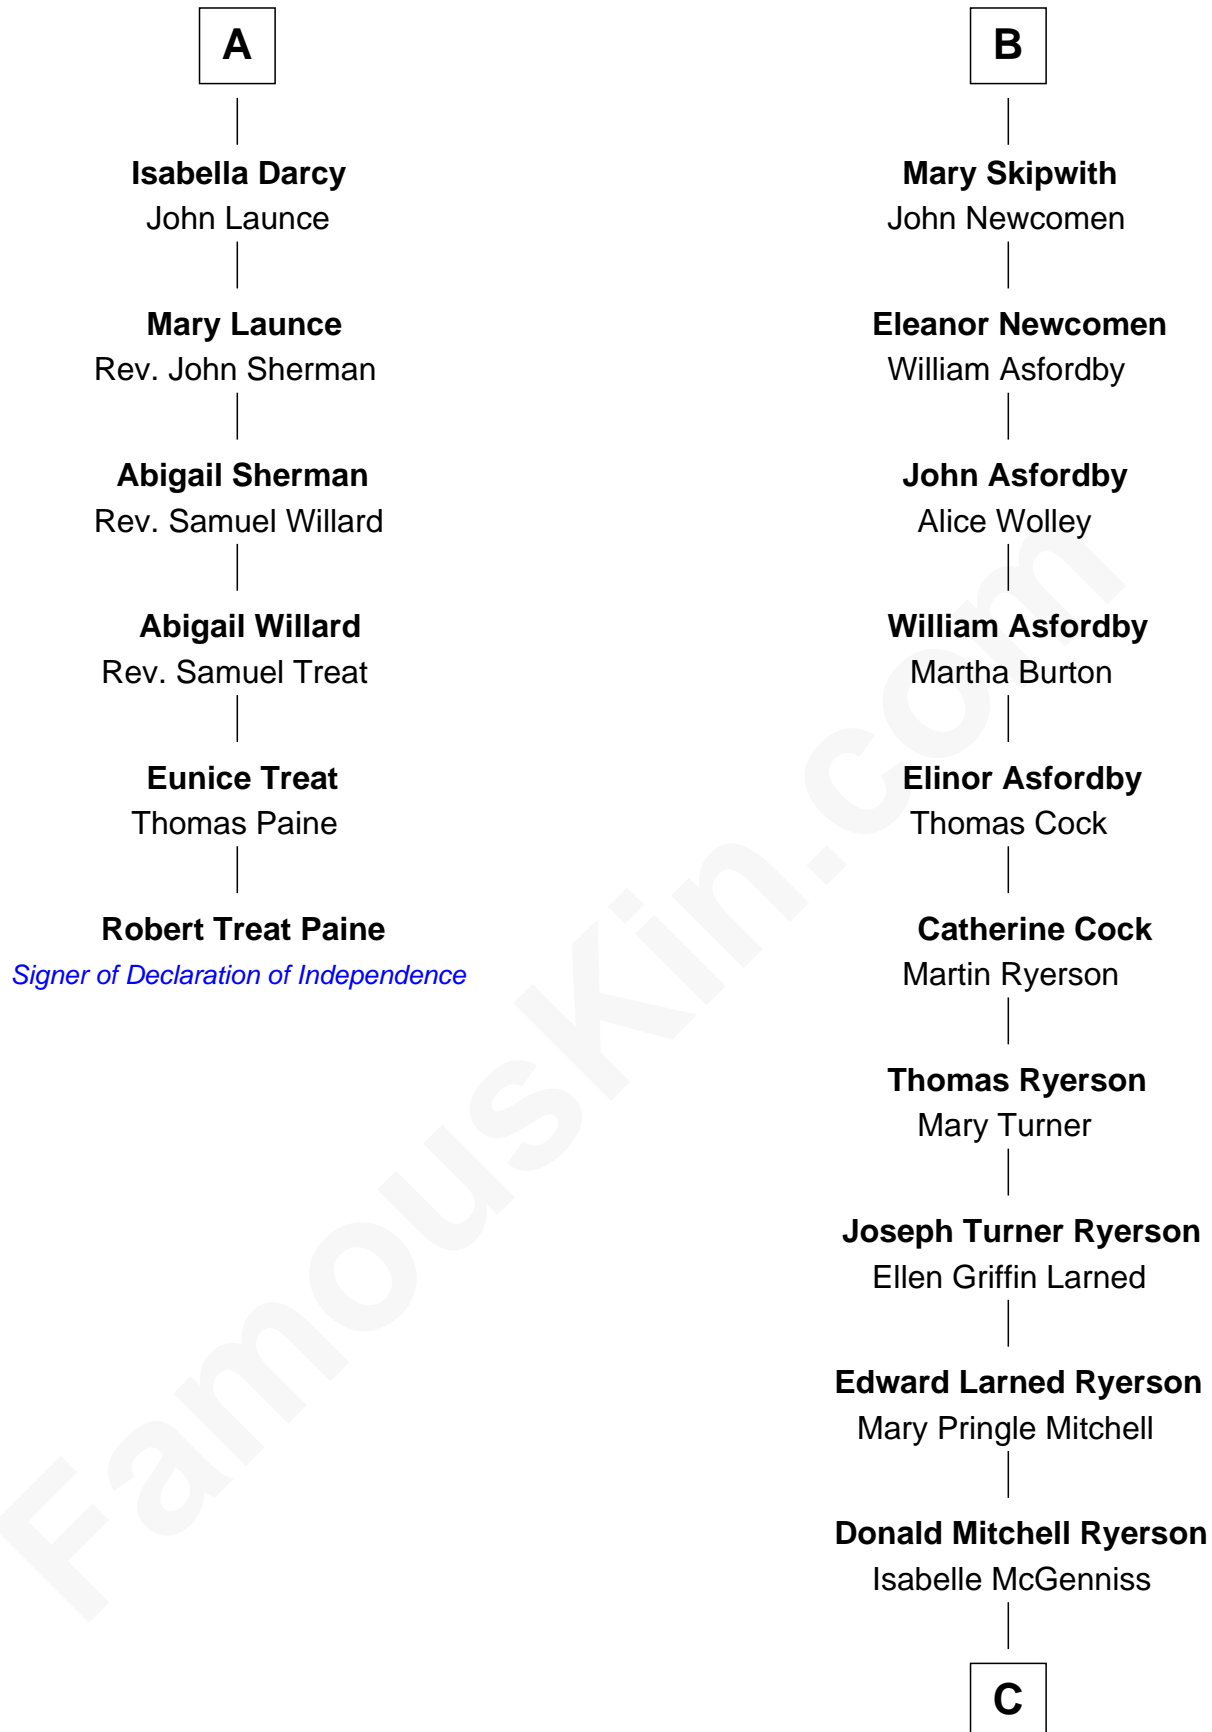 A
Isabella Darcy
John Launce
Mary Launce
Rev. John Sherman
Abigail Sherman
Rev. Samuel Willard
Abigail Willard
Rev. Samuel Treat
Eunice Treat
Thomas Paine
Robert Treat Paine
Signer of Declaration of Independence
B
Mary Skipwith
John Newcomen
Eleanor Newcomen
William Asfordby
John Asfordby
Alice Wolley
William Asfordby
Martha Burton
Elinor Asfordby
Thomas Cock
Catherine Cock
Martin Ryerson
Thomas Ryerson
Mary Turner
Joseph Turner Ryerson
Ellen Griffin Larned
Edward Larned Ryerson
Mary Pringle Mitchell
Donald Mitchell Ryerson
Isabelle McGenniss
C
FamousKin.com